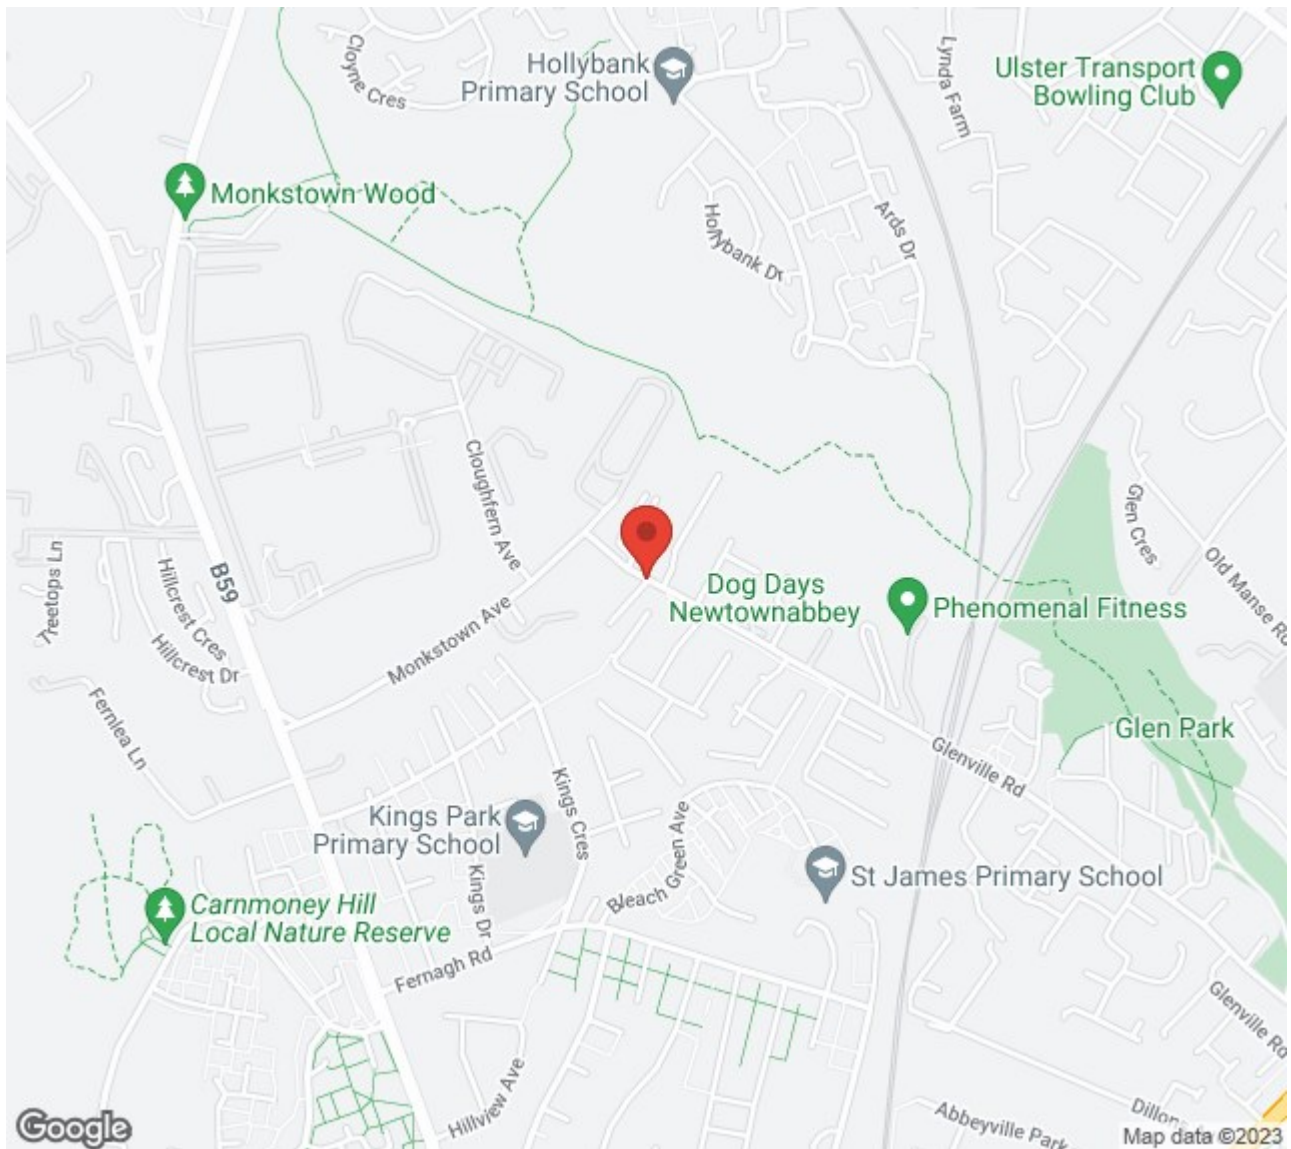 Cloyne Cres
Hollybank
Primary School
Lynda Farm
Ulster Transport
Bowling Club
Monkstown Wood
Hollybank Dr
Ards Dr
Cloughfern Ave
Glen Cres
Old Manse Rd
Treetops Ln
Hillcrest Cres
B59
Hillcrest Dr
Monkstown Ave
Dog Days
Newtownabbey
Phenomenal Fitness
Fernlea Ln
Glen Park
Glenville Rd
Kings Cres
Kings Park
Primary School
Bleach Green Ave
Kings Dr
St James Primary School
Carnmoney Hill
Local Nature Reserve
Fernagh Rd
Glenville Rd
Hillview Ave
Abbeyville Park
Dillons
Google
Map data ©2023